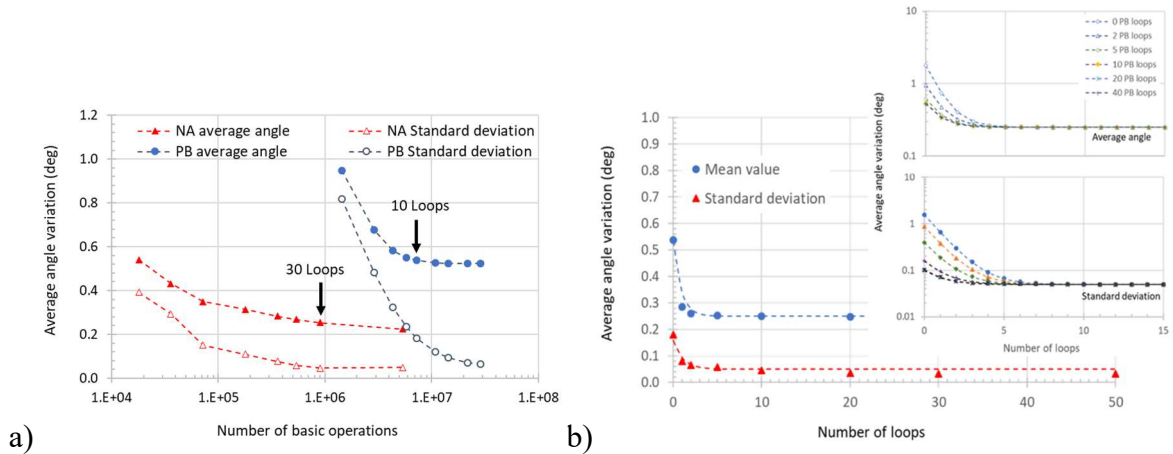 1.2
1.0
0.8
0.6
0.4
0.2
0.0
Average angle variation (deg)
NA average angle
NA Standard deviation
PB average angle
PB Standard deviation
10 Loops
30 Loops
1.E+04
1.E+05
1.E+06
1.E+07
1.E+08
Number of basic operations
a)
1.0
0.9
0.8
0.7
0.6
0.5
0.4
0.3
0.2
0.1
0.0
Average angle variation (deg)
Mean value
Standard deviation
0
10
20
30
40
50
Number of loops
b)
10
1
0.1
0 PB loops
2 PB loops
5 PB loops
10 PB loops
20 PB loops
40 PB loops
Average angle
Average angle variation (deg)
10
1
0.1
0.01
Standard deviation
0
5
10
15
Number of loops